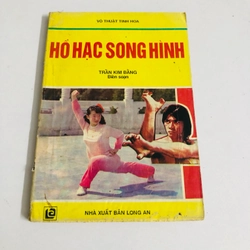 VÕ THUẬT TINH HOA
HỔ HẠC SONG HÌNH
TRẦN KIM BẰNG
Biên soạn
NHÀ XUẤT BẢN LONG AN